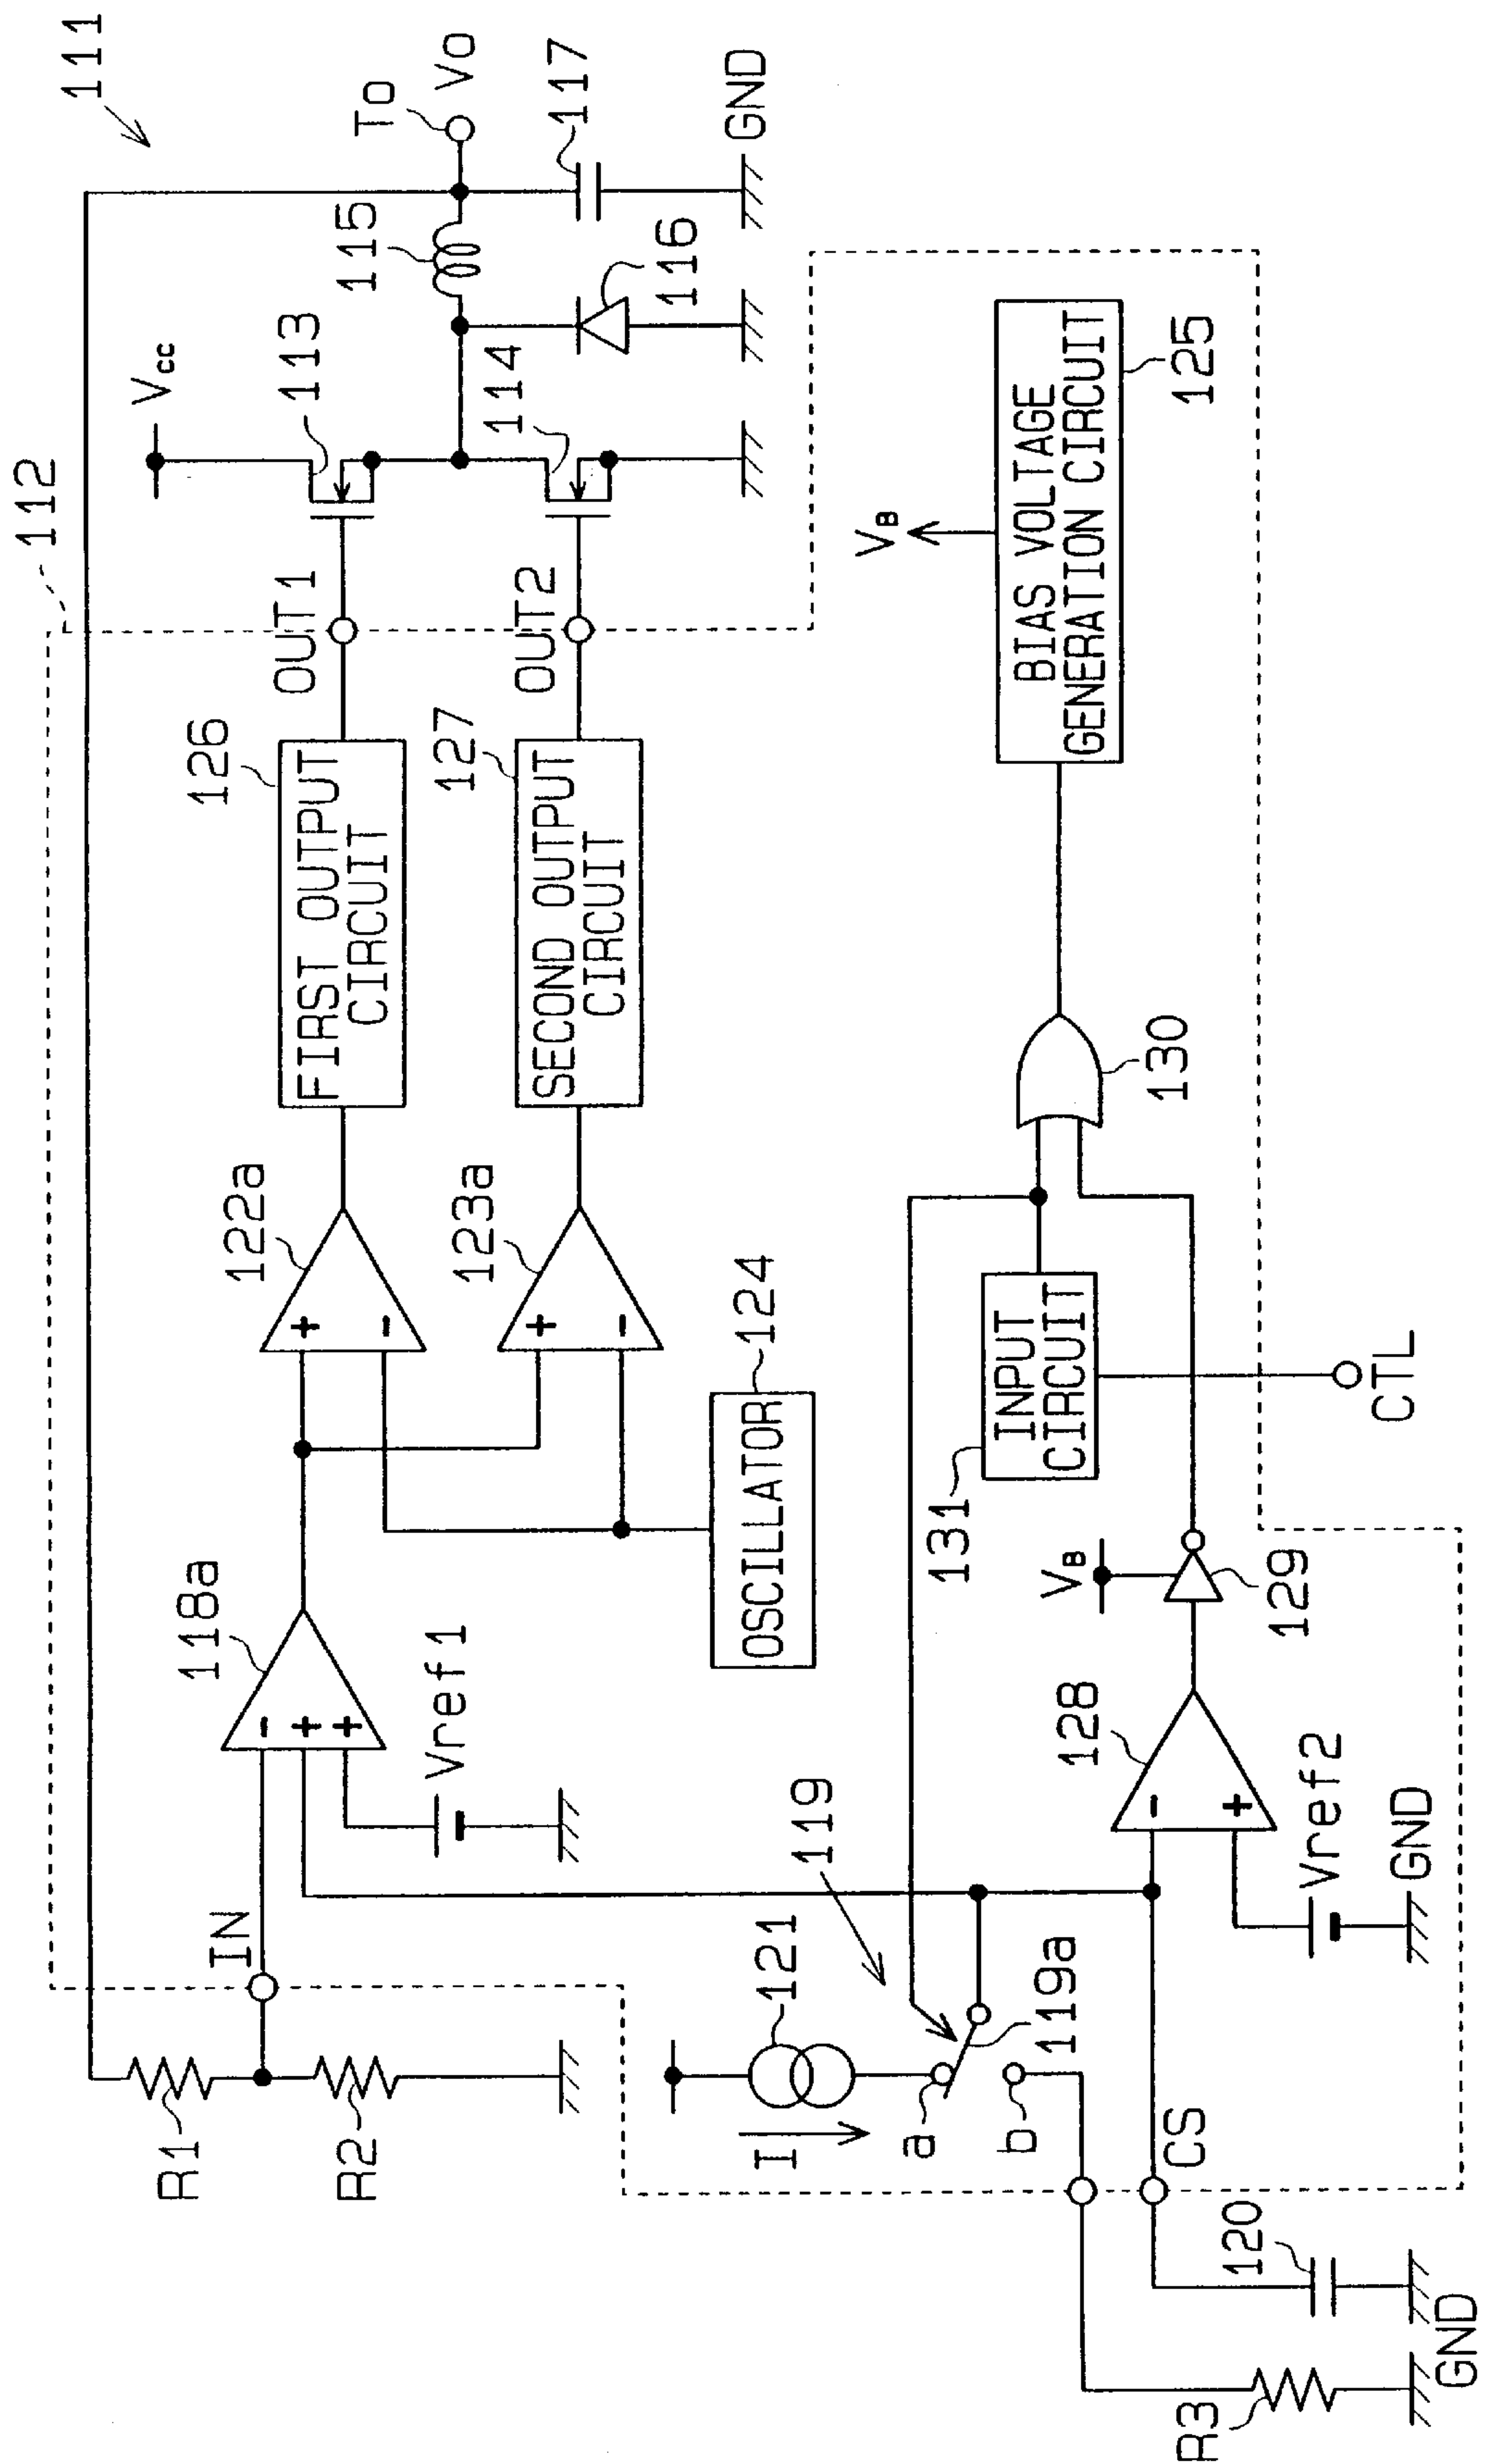 111
112
Vcc
113
To
Vo
115
117
114
116
GND
OUT1
OUT2
126
FIRST OUTPUT
CIRCUIT
127
SECOND OUTPUT
CIRCUIT
122a
+
-
123a
+
-
124
OSCILLATOR
118a
-
+
+
Vref1
IN
R1
R2
VB
BIAS VOLTAGE
GENERATION CIRCUIT
125
130
131
INPUT
CIRCUIT
CTL
VB
129
128
-
+
Vref2
GND
119
119a
121
I
a
b
CS
120
R3
GND